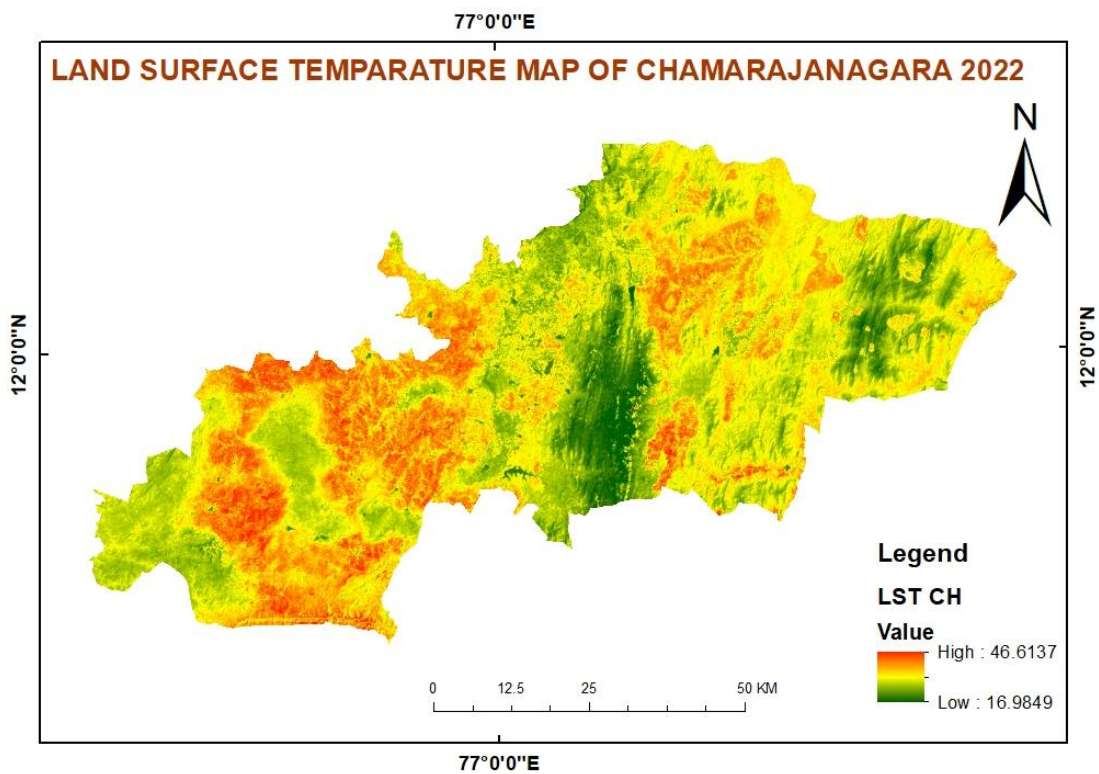 77°0'0"E
LAND SURFACE TEMPARATURE MAP OF CHAMARAJANAGARA 2022
N
12°0'0"N
12°0'0"N
Legend
LST CH
Value
High : 46.6137
Low : 16.9849
0 12.5 25 50 KM
77°0'0"E